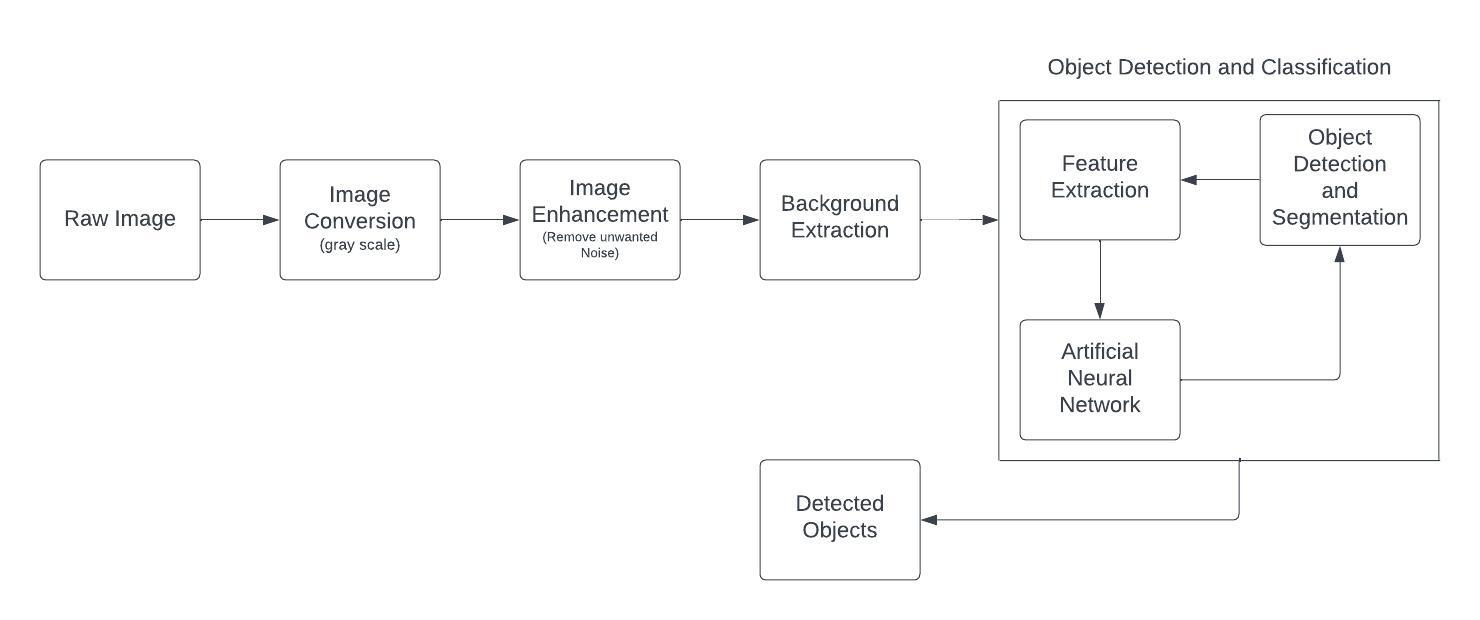 Object Detection and Classification
Raw Image
Image
Conversion
(gray scale)
Image
Enhancement
(Remove unwanted
Noise)
Background
Extraction
Feature
Extraction
Object
Detection
and
Segmentation
Artificial
Neural
Network
Detected
Objects